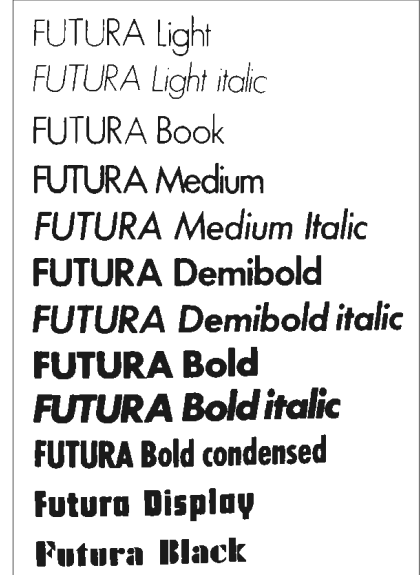 FUTURA Light
FUTURA Light italic
FUTURA Book
FUTURA Medium
FUTURA Medium Italic
FUTURA Demibold
FUTURA Demibold italic
FUTURA Bold
FUTURA Bold italic
FUTURA Bold condensed
Futura Display
Futura Black